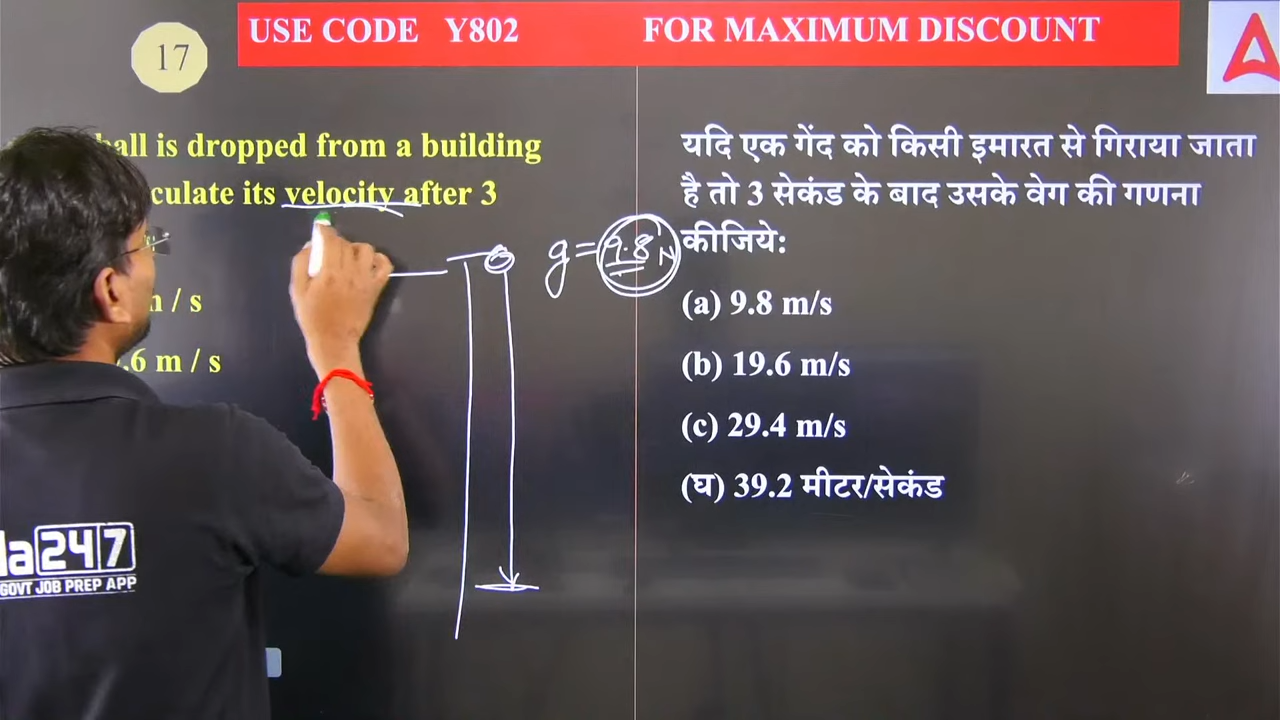 USE CODE Y802 FOR MAXIMUM DISCOUNT
17
ball is dropped from a building
its velocity after 3
/ s
.6 m / s
g = 9.8 N
यदि एक गेंद को किसी इमारत से गिराया जाता
है तो 3 सेकंड के बाद उसके वेग की गणना
कीजिये:
(a) 9.8 m/s
(b) 19.6 m/s
(c) 29.4 m/s
(घ) 39.2 मीटर/सेकंड
247
GOVT JOB PREP APP